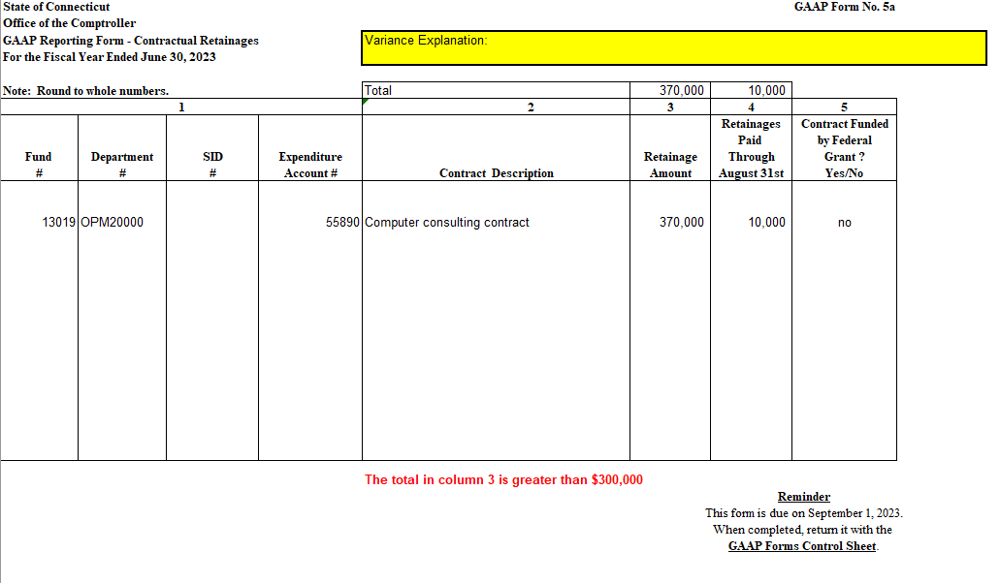 State of Connecticut
GAAP Form No. 5a
Office of the Comptroller
GAAP Reporting Form - Contractual Retainages
Variance Explanation:
For the Fiscal Year Ended June 30, 2023
Note:  Round to whole numbers.
Total 370,000 10,000
1 2 3 4 5
Fund
#
Department
#
SID
#
Expenditure
Account #
Contract  Description
Retainage
Amount
Retainages
Paid
Through
August 31st
Contract Funded
by Federal
Grant ?
Yes/No
13019 OPM20000 55890 Computer consulting contract 370,000 10,000 no
The total in column 3 is greater than $300,000
Reminder
This form is due on September 1, 2023.
When completed, return it with the
GAAP Forms Control Sheet.